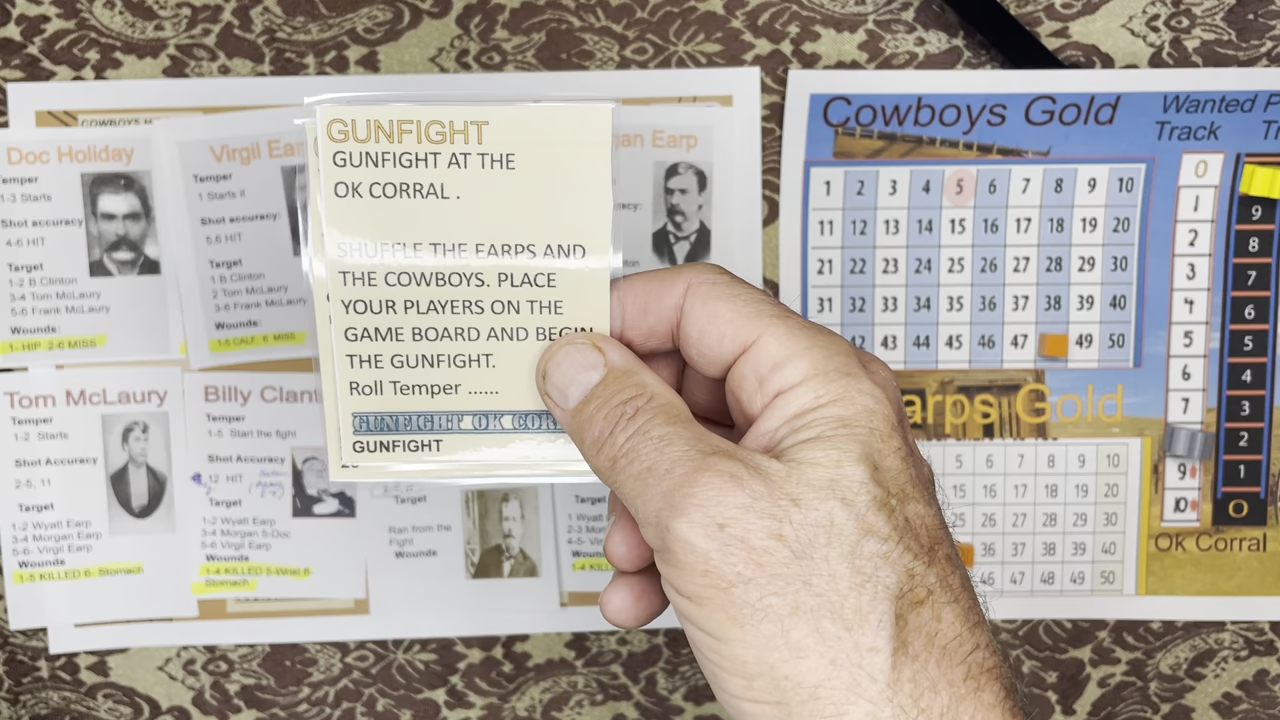 COWBOYS
Doc Holiday
Temper
1-3 Starts
Shot accuracy
4-6 HIT
Target
1-2 B.Clinton
3-4 Tom McLaury
5-6 Frank McLaury
Wounds:
1- HIP 2-6 MISS
Virgil Ear
Temper
1 Starts it
Shot accuracy:
5,6 HIT
Target
1 B.Clinton
2 Tom McLaury
3-6 Frank McLaury
Wounds:
1-5 CALF, 6 MISS
GUNFIGHT
GUNFIGHT AT THE
OK CORRAL .
SHUFFLE THE EARPS AND
THE COWBOYS. PLACE
YOUR PLAYERS ON THE
GAME BOARD AND BEGIN
THE GUNFIGHT.
Roll Temper ......
GUNFIGHT OK COR
GUNFIGHT
an Earp
Tom McLaury
Temper
1-2 Starts
Shot Accuracy
2-5, 11
Target
1-2 Wyatt Earp
3-4 Morgan Earp
5-6- Virgil Earp
Wounds
1-5 KILLED 6- Stomach
Billy Clant
Temper
1-5 Start the fight
Shot Accuracy
12 HIT
Target
1-2 Wyatt Earp
3-4 Morgan 5-Doc
5-6 Virgil Earp
Wounds
1-4 KILLED 5-Wrist 6-
Stomach
Target
Ran from the
Fight
Wounds
Cowboys Gold
1 2 3 4 5 6 7 8 9 10
11 12 13 14 15 16 17 18 19 20
21 22 23 24 25 26 27 28 29 30
31 32 33 34 35 36 37 38 39 40
42 43 44 45 46 47 49 50
arps Gold
5 6 7 8 9 10
15 16 17 18 19 20
25 26 27 28 29 30
36 37 38 39 40
46 47 48 49 50
Wanted P
Track
0
1
2
3
4
5
6
7
9
10
9
8
7
6
5
4
3
2
1
0
Ok Corral